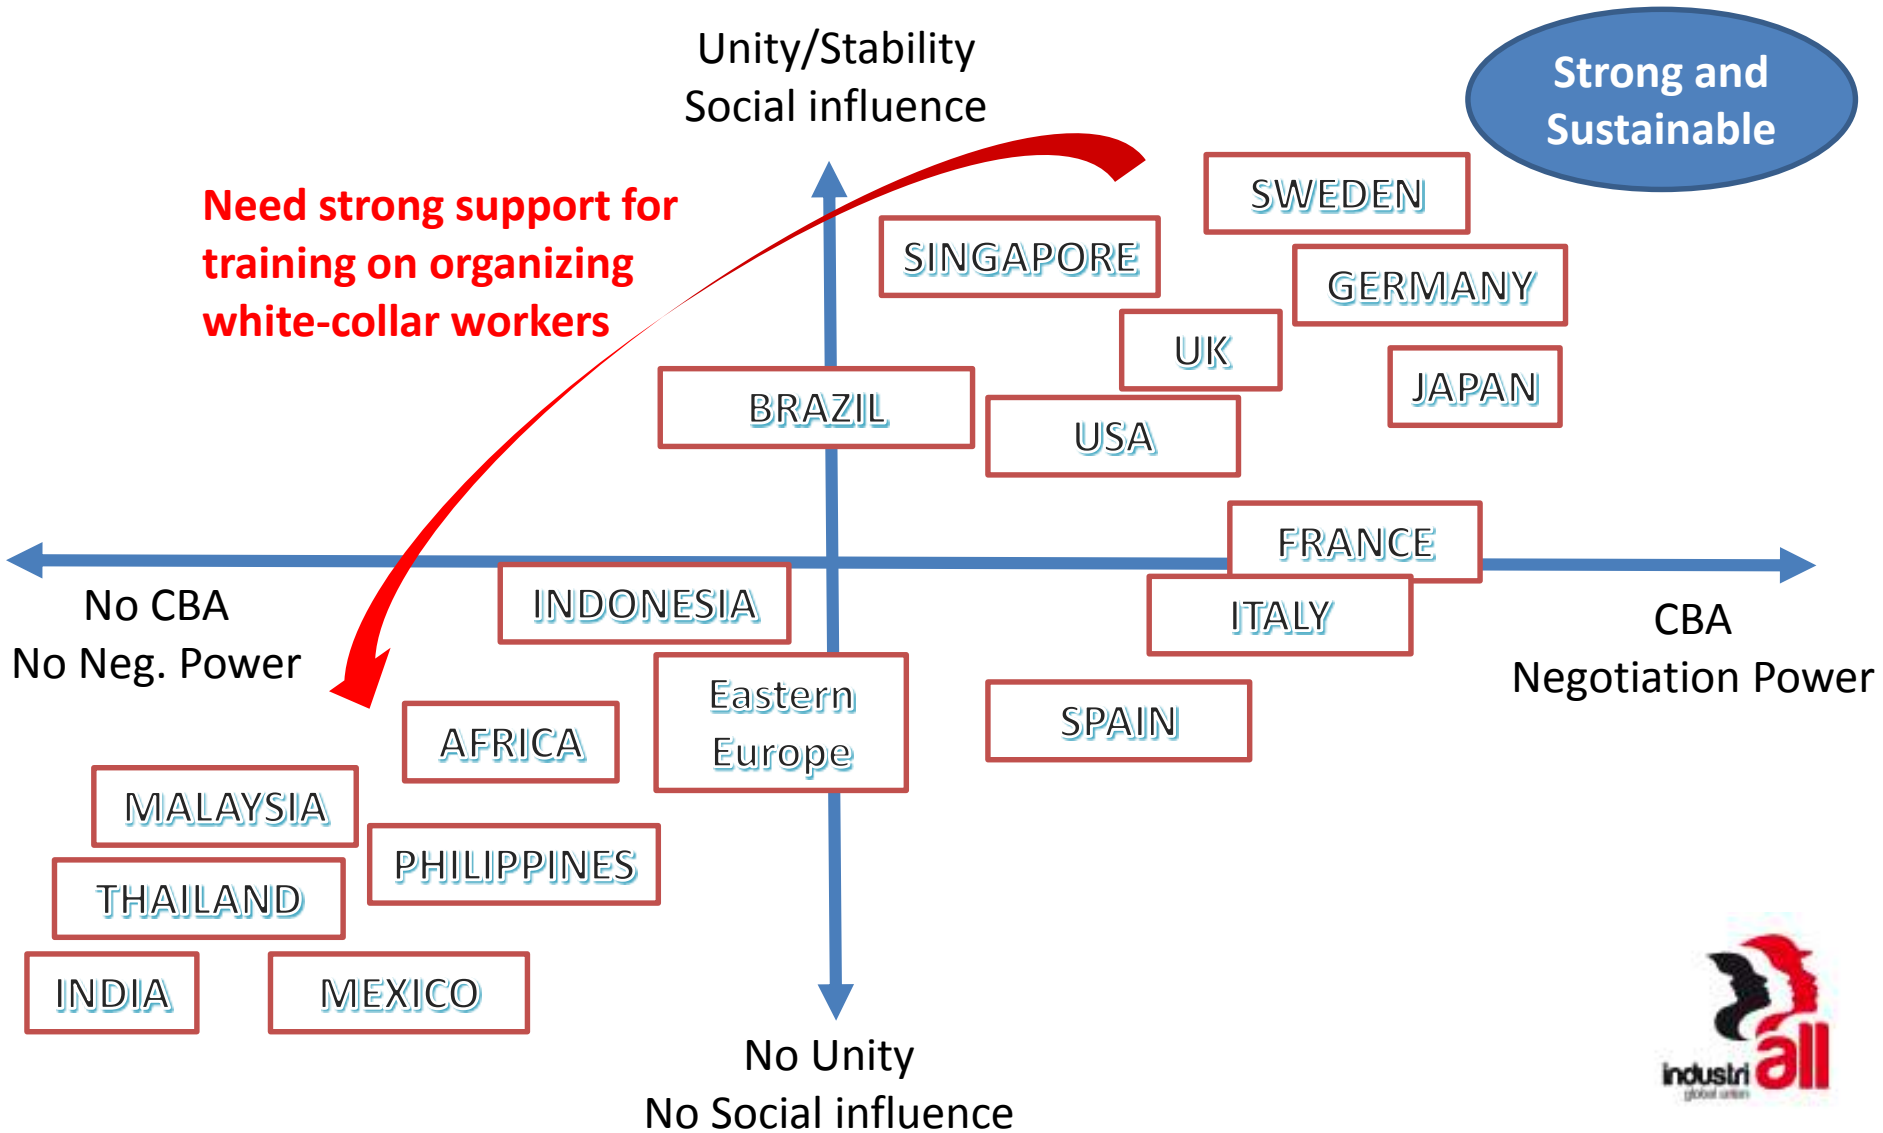 Unity/Stability
Social influence
Strong and
Sustainable
Need strong support for
training on organizing
white-collar workers
SWEDEN
SINGAPORE
GERMANY
UK
JAPAN
BRAZIL
USA
FRANCE
No CBA
No Neg. Power
INDONESIA
ITALY
CBA
Negotiation Power
Eastern
Europe
SPAIN
AFRICA
MALAYSIA
PHILIPPINES
THAILAND
INDIA
MEXICO
No Unity
No Social influence
industri
all
global union